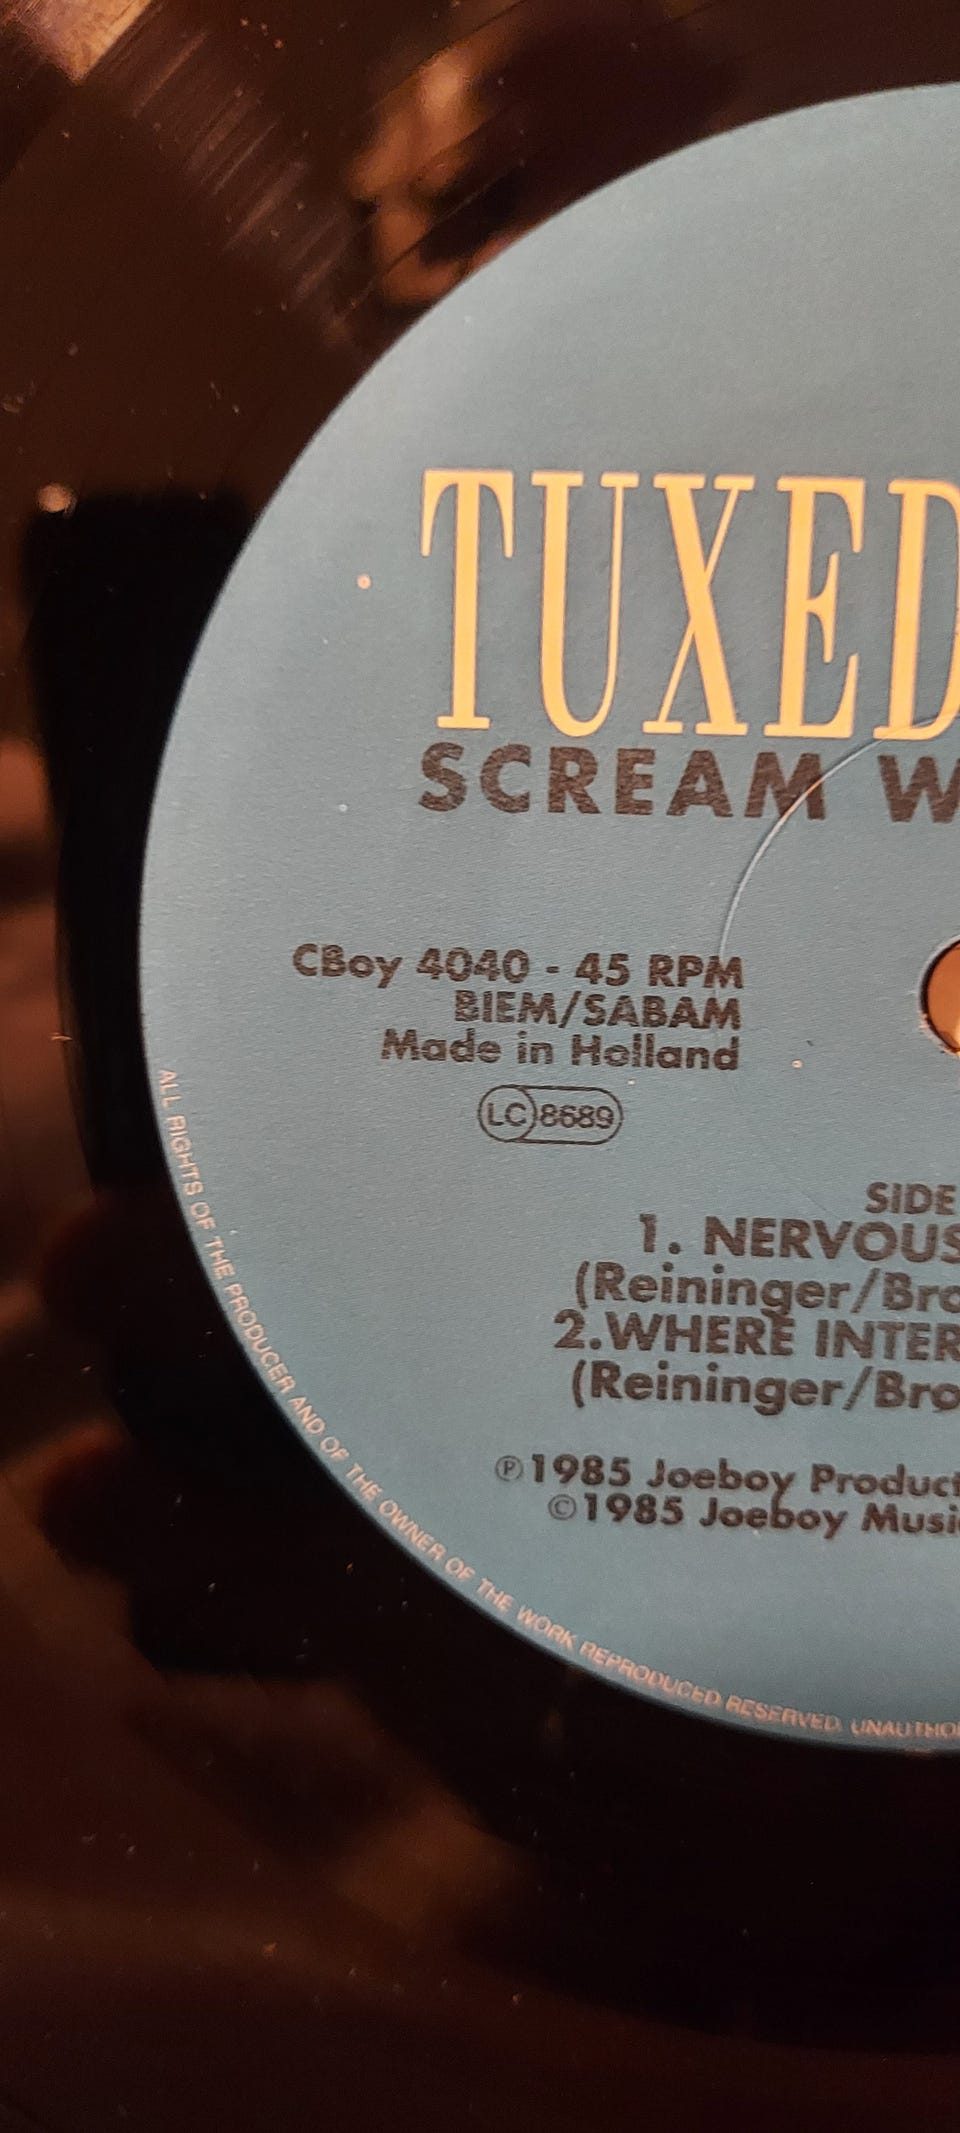 TUXED
SCREAM W
CBoy 4040 - 45 RPM
BIEM/SABAM
Made in Holland
LC 8689
SIDE
1. NERVOUS
(Reininger/Bro
2.WHERE INTER
(Reininger/Bro
℗1985 Joeboy Product
©1985 Joeboy Musi
ALL RIGHTS OF THE PRODUCER AND OF THE OWNER OF THE WORK REPRODUCED RESERVED. UNAUTHO